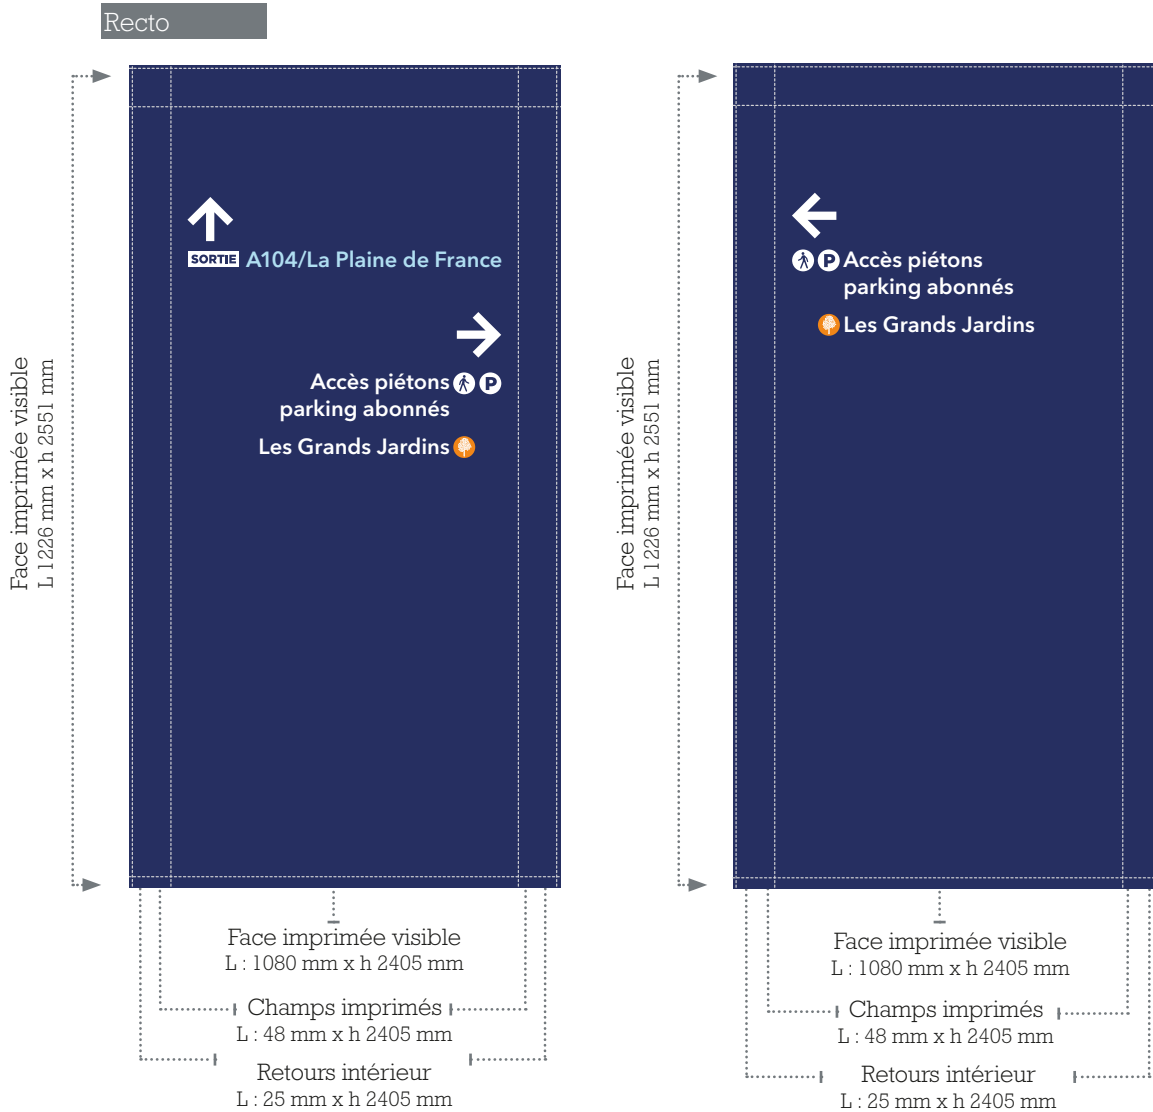 Recto
Face imprimée visible
L 1226 mm x h 2551 mm
SORTIE A104/La Plaine de France
Accès piétons P
parking abonnés
Les Grands Jardins
Face imprimée visible
L : 1080 mm x h 2405 mm
Champs imprimés
L : 48 mm x h 2405 mm
Retours intérieur
L : 25 mm x h 2405 mm
Face imprimée visible
L 1226 mm x h 2551 mm
P Accès piétons
parking abonnés
Les Grands Jardins
Face imprimée visible
L : 1080 mm x h 2405 mm
Champs imprimés
L : 48 mm x h 2405 mm
Retours intérieur
L : 25 mm x h 2405 mm